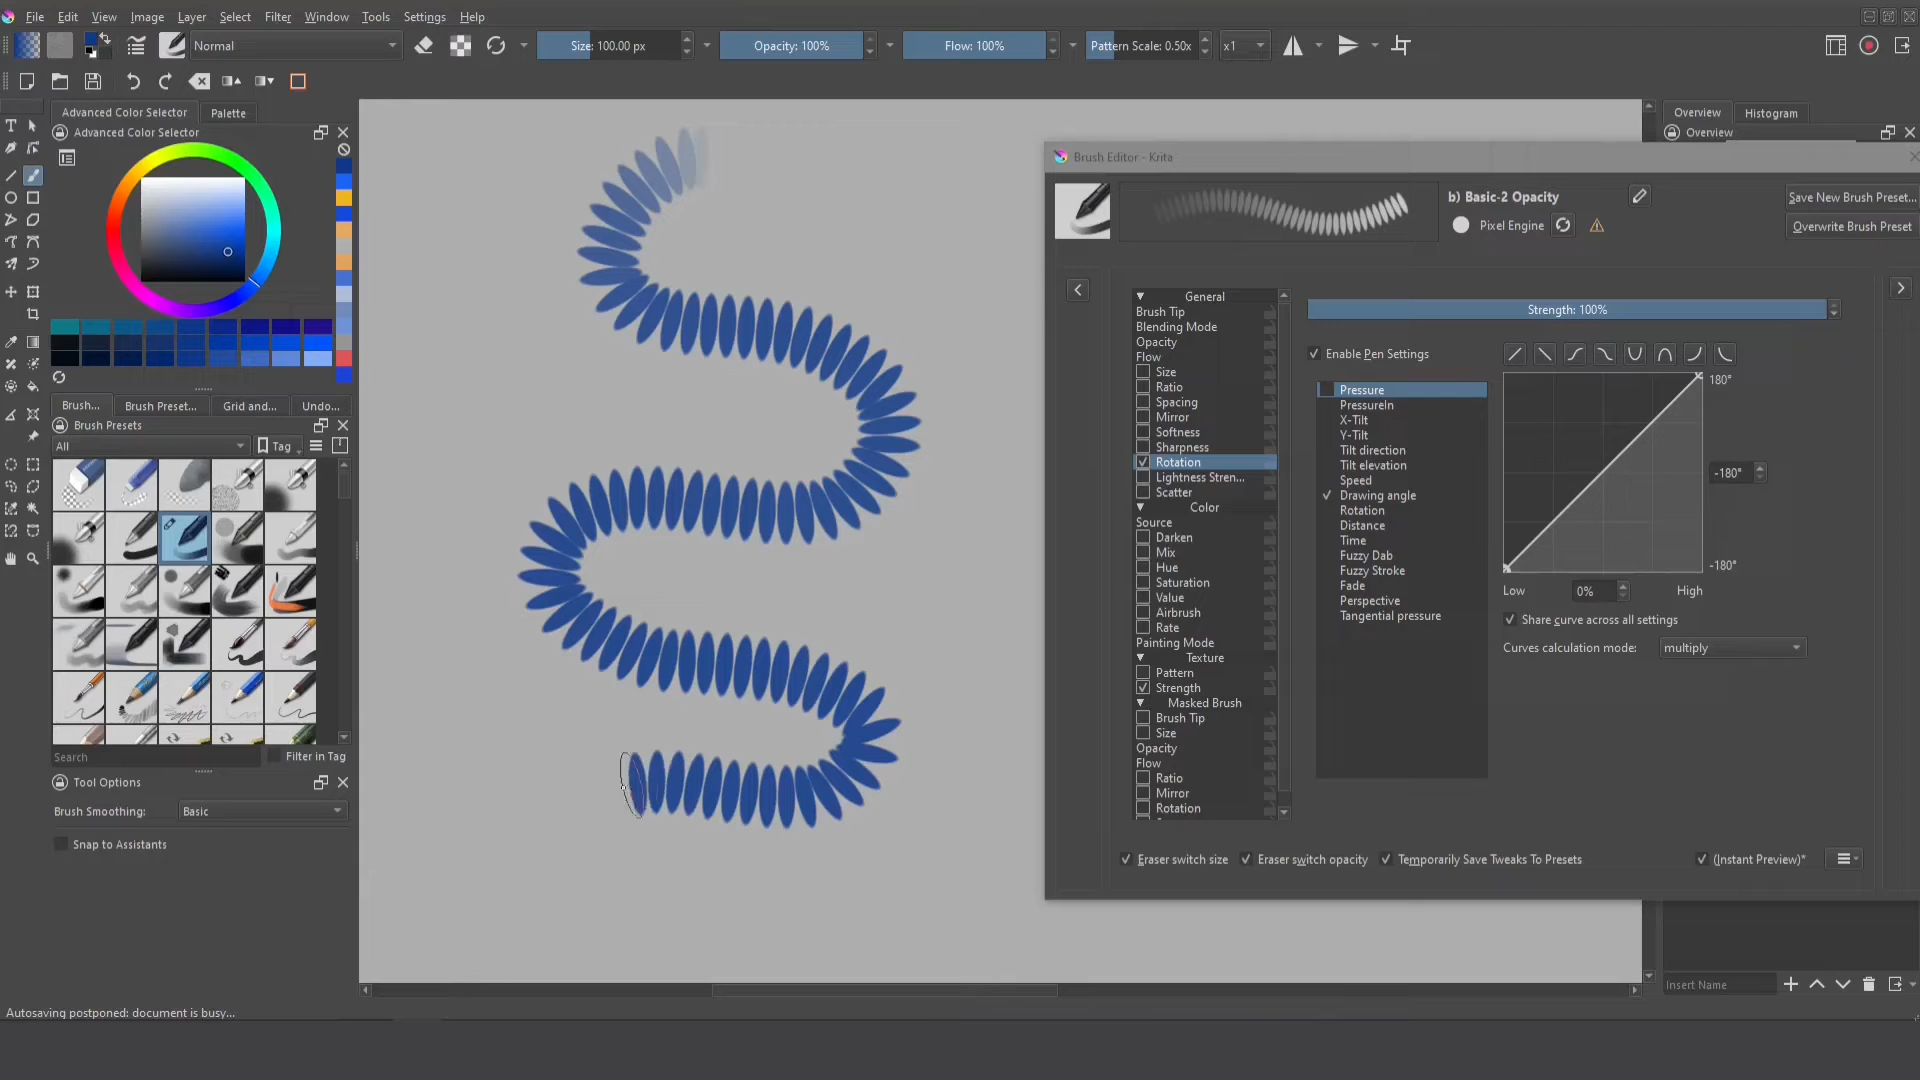 File Edit View Image Layer Select Filter Window Tools Settings Help
Normal Size: 100.00 px Opacity: 100% Flow: 100% Pattern Scale: 0.50x x1
Advanced Color Selector Palette
Advanced Color Selector
Overview Histogram
Overview
Brush Editor - Krita
b) Basic-2 Opacity
Pixel Engine
Save New Brush Preset...
Overwrite Brush Preset
General
Brush Tip
Blending Mode
Opacity
Flow
Size
Ratio
Spacing
Mirror
Softness
Sharpness
Rotation
Lightness Stren...
Scatter
Color
Source
Darken
Mix
Hue
Saturation
Value
Airbrush
Rate
Painting Mode
Texture
Pattern
Strength
Masked Brush
Brush Tip
Size
Opacity
Flow
Ratio
Mirror
Rotation
Strength: 100%
Enable Pen Settings
Pressure
PressureIn
X-Tilt
Y-Tilt
Tilt direction
Tilt elevation
Speed
Drawing angle
Rotation
Distance
Time
Fuzzy Dab
Fuzzy Stroke
Fade
Perspective
Tangential pressure
180°
-180°
-180°
Low 0% High
Share curve across all settings
Curves calculation mode: multiply
Eraser switch size Eraser switch opacity Temporarily Save Tweaks To Presets (Instant Preview)*
Brush... Brush Preset... Grid and... Undo...
Brush Presets
All Tag
Search Filter in Tag
Tool Options
Brush Smoothing: Basic
Snap to Assistants
Insert Name
Autosaving postponed: document is busy...